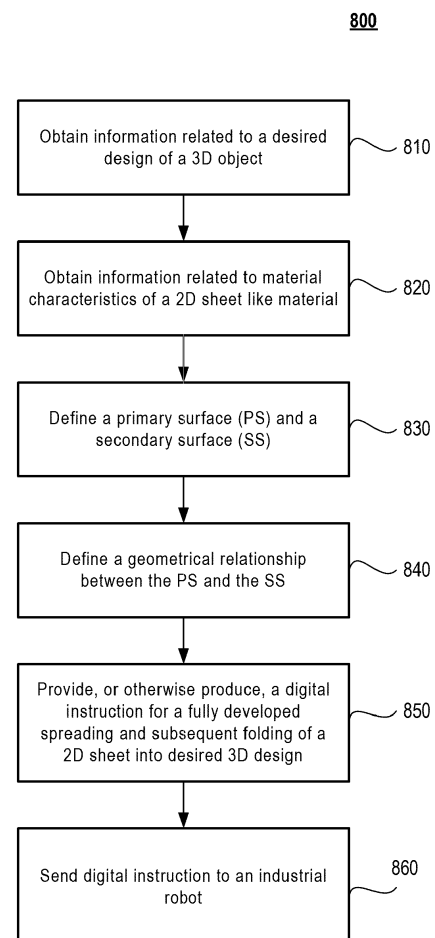 800
Obtain information related to a desired
design of a 3D object
810
Obtain information related to material
characteristics of a 2D sheet like material
820
Define a primary surface (PS) and a
secondary surface (SS)
830
Define a geometrical relationship
between the PS and the SS
840
Provide, or otherwise produce, a digital
instruction for a fully developed
spreading and subsequent folding of a
2D sheet into desired 3D design
850
Send digital instruction to an industrial
robot
860